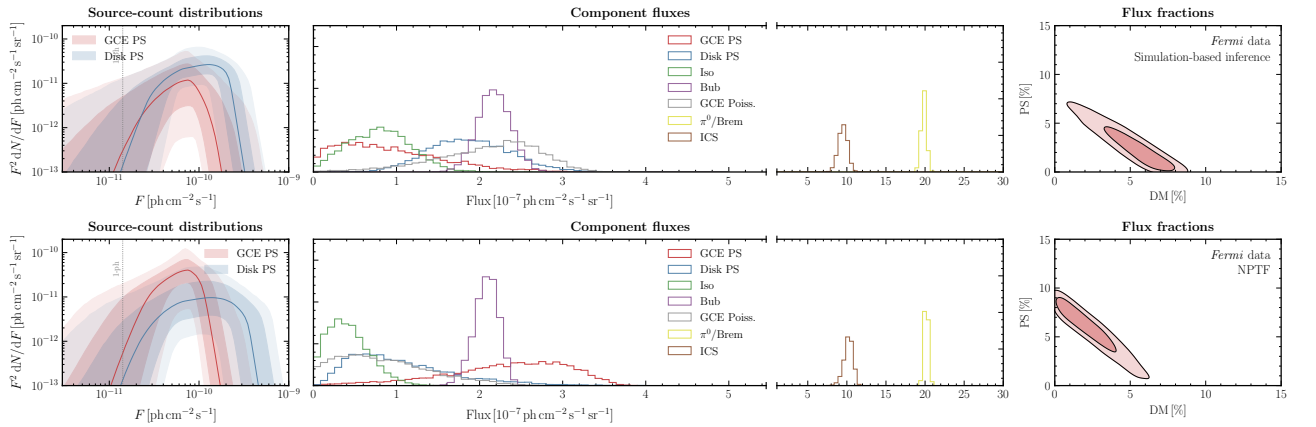 Source-count distributions
Component fluxes
Flux fractions
GCE PS
Disk PS
1-ph
10⁻¹⁰
10⁻¹¹
10⁻¹²
10⁻¹³
F² dN/dF [ph cm⁻² s⁻¹ sr⁻¹]
10⁻¹¹ 10⁻¹⁰ 10⁻⁹
F [ph cm⁻² s⁻¹]
GCE PS
Disk PS
Iso
Bub
GCE Poiss.
π⁰/Brem
ICS
0 1 2 3 4 5
5 10 15 20 25 30
Flux [10⁻⁷ ph cm⁻² s⁻¹ sr⁻¹]
Fermi data
Simulation-based inference
15
10
5
0
PS [%]
0 5 10 15
DM [%]
Source-count distributions
Component fluxes
Flux fractions
GCE PS
Disk PS
1-ph
10⁻¹⁰
10⁻¹¹
10⁻¹²
10⁻¹³
F² dN/dF [ph cm⁻² s⁻¹ sr⁻¹]
10⁻¹¹ 10⁻¹⁰ 10⁻⁹
F [ph cm⁻² s⁻¹]
GCE PS
Disk PS
Iso
Bub
GCE Poiss.
π⁰/Brem
ICS
0 1 2 3 4 5
5 10 15 20 25 30
Flux [10⁻⁷ ph cm⁻² s⁻¹ sr⁻¹]
Fermi data
NPTF
15
10
5
0
PS [%]
0 5 10 15
DM [%]